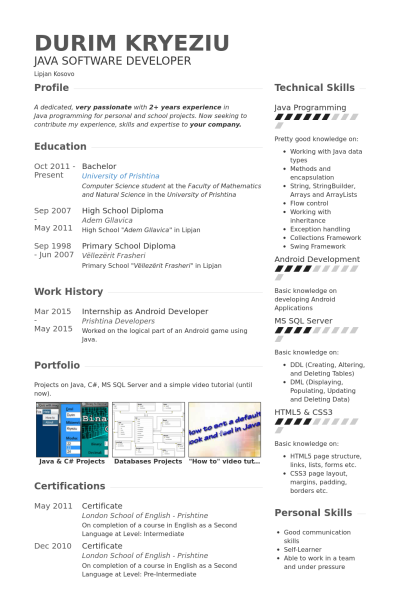 DURIM KRYEZIU
JAVA SOFTWARE DEVELOPER
Lipjan Kosovo
Profile
A dedicated, very passionate with 2+ years experience in
Java programming for personal and school projects. Now seeking to
contribute my experience, skills and expertise to your company.
Education
Oct 2011 -
Present
Bachelor
University of Prishtina
Computer Science student at the Faculty of Mathematics
and Natural Science in the University of Prishtina
Sep 2007
-
May 2011
High School Diploma
Adem Gllavica
High School "Adem Gllavica" in Lipjan
Sep 1998
- Jun 2007
Primary School Diploma
Vëllezërit Frasheri
Primary School "Vëllezërit Frasheri" in Lipjan
Work History
Mar 2015
-
May 2015
Internship as Android Developer
Prishtina Developers
Worked on the logical part of an Android game using
Java.
Portfolio
Projects on Java, C#, MS SQL Server and a simple video tutorial (until
now).
Bina
how to get a default
look and feel in Java
Java & C# Projects
Databases Projects
"How to" video tut...
Certifications
May 2011
Certificate
London School of English - Prishtine
On completion of a course in English as a Second
Language at Level: Intermediate
Dec 2010
Certificate
London School of English - Prishtine
On completion of a course in English as a Second
Language at Level: Pre-Intermediate
Technical Skills
Java Programming
Pretty good knowledge on:
• Working with Java data
types
• Methods and
encapsulation
• String, StringBuilder,
Arrays and ArrayLists
• Flow control
• Working with
inheritance
• Exception handling
• Collections Framework
• Swing Framework
Android Development
Basic knowledge on
developing Android
Applications
MS SQL Server
Basic knowledge on:
• DDL (Creating, Altering,
and Deleting Tables)
• DML (Displaying,
Populating, Updating
and Deleting Data)
HTML5 & CSS3
Basic knowledge on:
• HTML5 page structure,
links, lists, forms etc.
• CSS3 page layout,
margins, padding,
borders etc.
Personal Skills
• Good communication
skills
• Self-Learner
• Able to work in a team
and under pressure